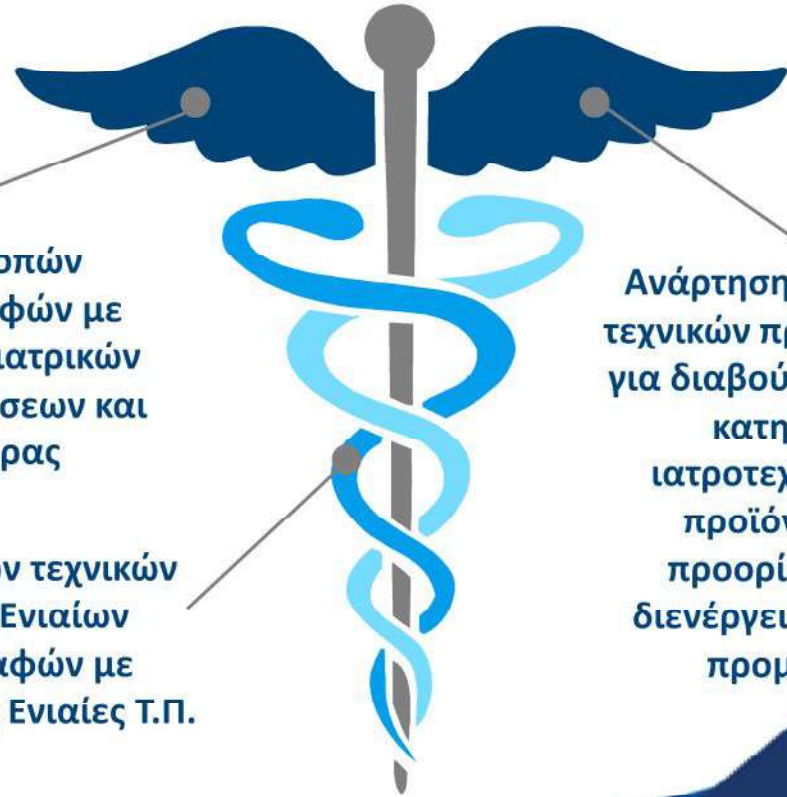 οπών
φών με
ιατρικών
σεων και
ρας
ν τεχνικών
Ενιαίων
αφών με
Ενιαίες Τ.Π.
Ανάρτηση
τεχνικών πρ
για διαβού
κατη
ιατροτεχ
προϊόν
προορί
διενέργει
προμ